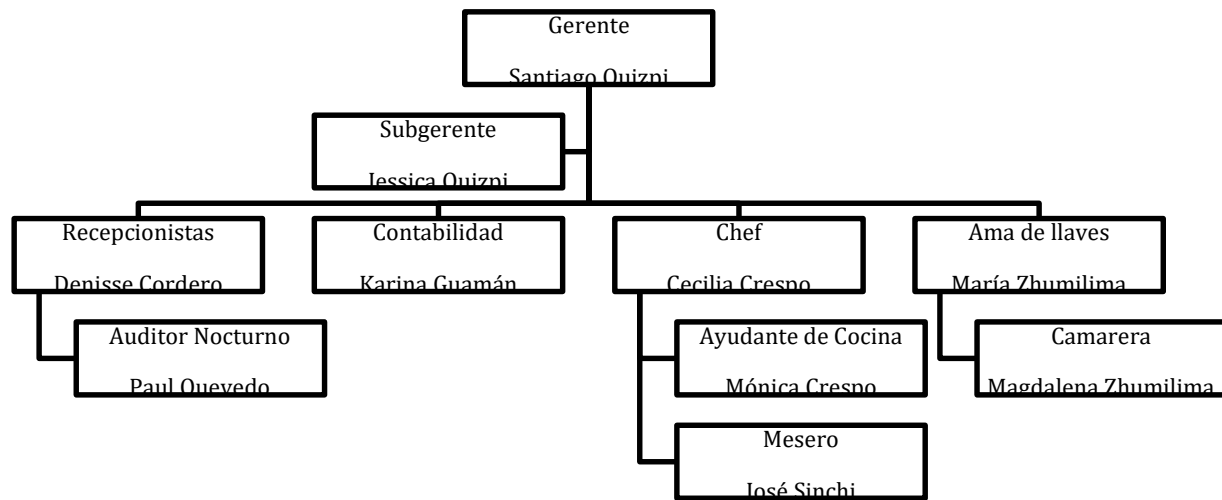 Gerente
Santiago Quizpi
Subgerente
Jessica Quizpi
Recepcionistas
Denisse Cordero
Contabilidad
Karina Guamán
Chef
Cecilia Crespo
Ama de llaves
María Zhumilima
Auditor Nocturno
Paul Quevedo
Ayudante de Cocina
Mónica Crespo
Camarera
Magdalena Zhumilima
Mesero
José Sinchi